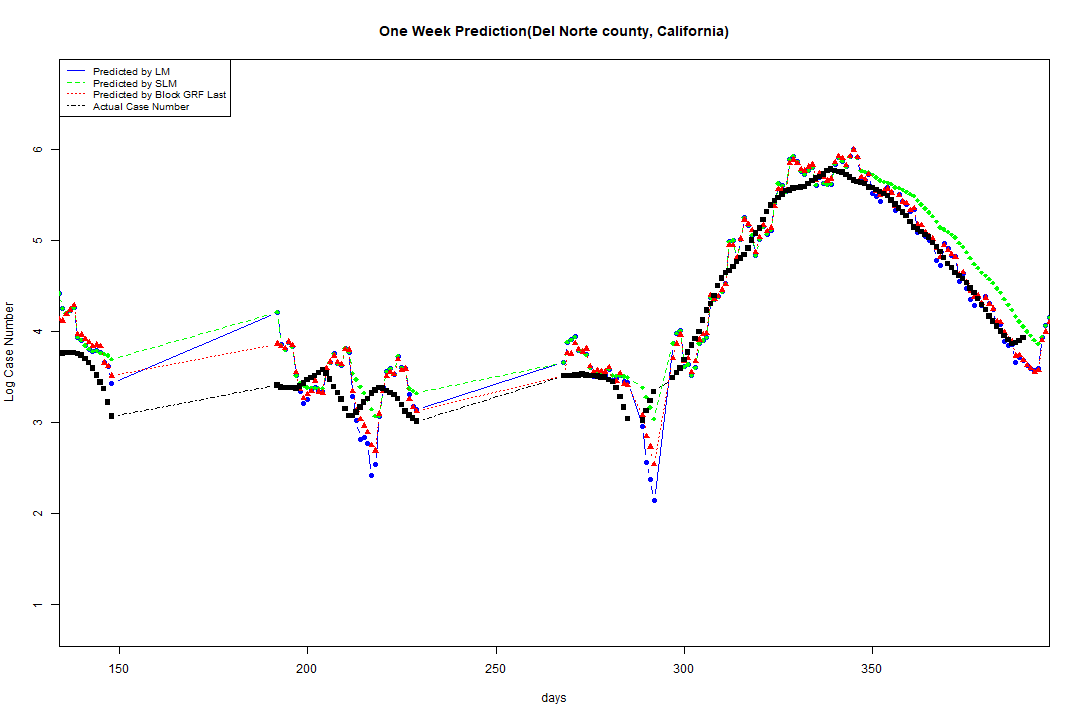 One Week Prediction(Del Norte county, California)
Predicted by LM
Predicted by SLM
Predicted by Block GRF Last
Actual Case Number
6
5
4
3
2
1
Log Case Number
150 200 250 300 350
days